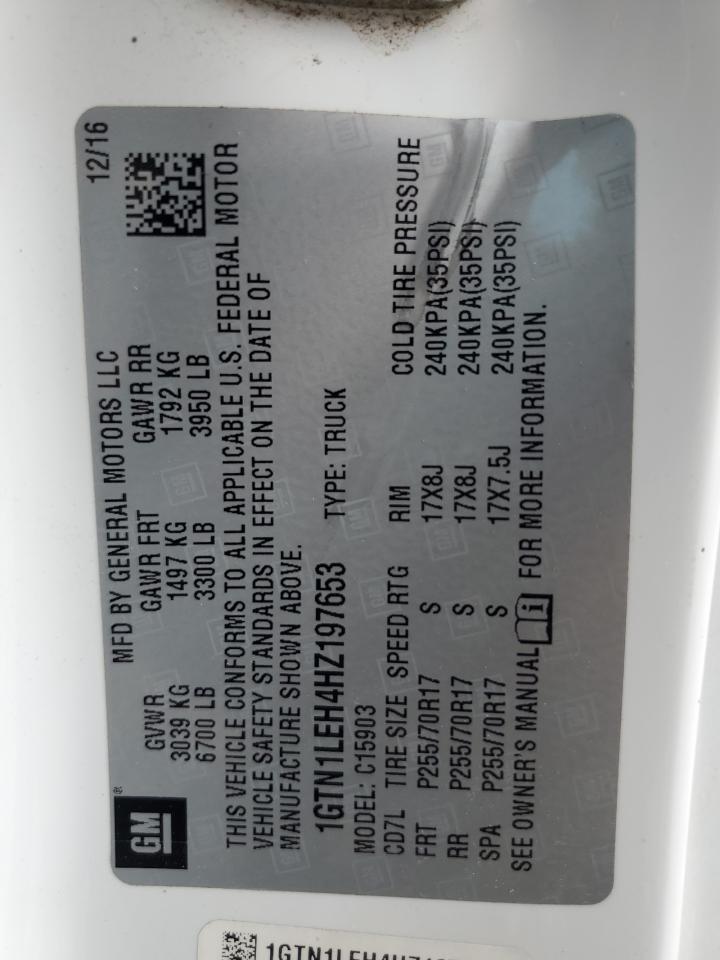 GM®
MFD BY GENERAL MOTORS LLC 12/16
GVWR GAWR FRT GAWR RR
3039 KG 1497 KG 1792 KG
6700 LB 3300 LB 3950 LB
THIS VEHICLE CONFORMS TO ALL APPLICABLE U.S. FEDERAL MOTOR
VEHICLE SAFETY STANDARDS IN EFFECT ON THE DATE OF
MANUFACTURE SHOWN ABOVE.
1GTN1LEH4HZ197653 TYPE: TRUCK
MODEL: C15903
CD7L TIRE SIZE SPEED RTG RIM COLD TIRE PRESSURE
FRT P255/70R17 S 17X8J 240KPA(35PSI)
RR P255/70R17 S 17X8J 240KPA(35PSI)
SPA P255/70R17 S 17X7.5J 240KPA(35PSI)
SEE OWNER'S MANUAL i FOR MORE INFORMATION.